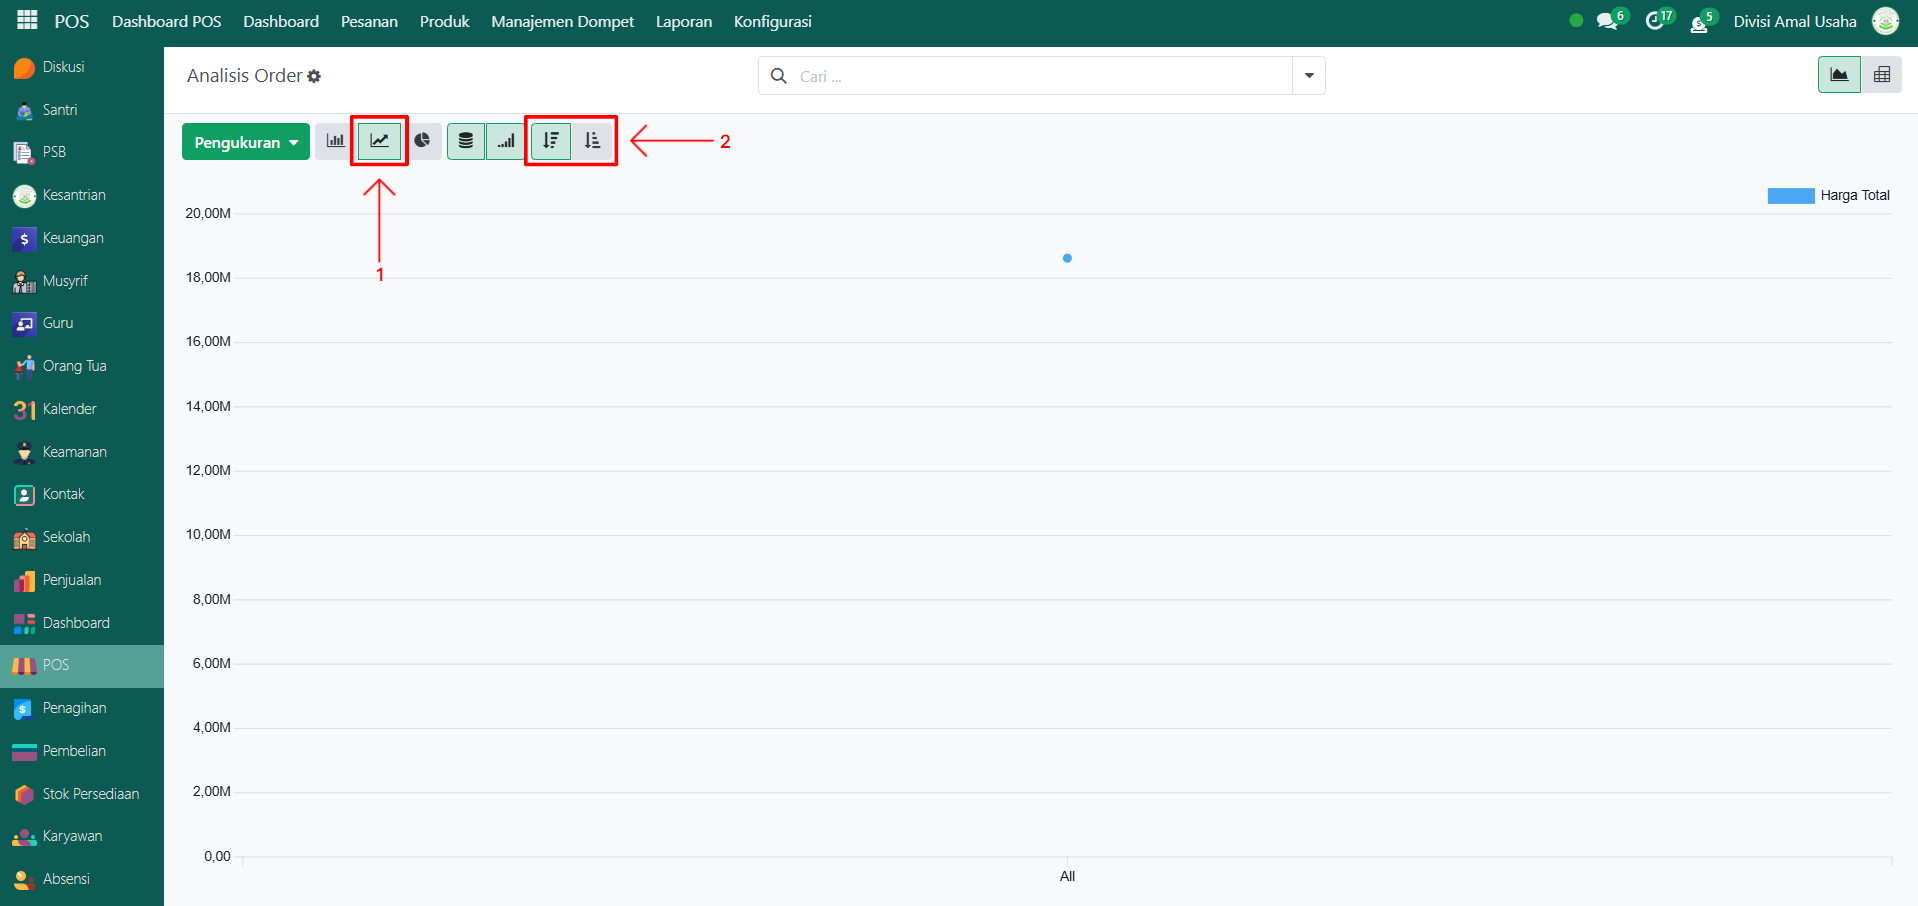 POS Dashboard POS Dashboard Pesanan Produk Manajemen Dompet Laporan Konfigurasi 6 17 5 Divisi Amal Usaha
Diskusi
Santri
PSB
Kesantrian
Keuangan
Musyrif
Guru
Orang Tua
31 Kalender
Keamanan
Kontak
Sekolah
Penjualan
Dashboard
POS
Penagihan
Pembelian
Stok Persediaan
Karyawan
Absensi
Analisis Order
Cari ...
Pengukuran
2
1
Harga Total
20,00M
18,00M
16,00M
14,00M
12,00M
10,00M
8,00M
6,00M
4,00M
2,00M
0,00
All